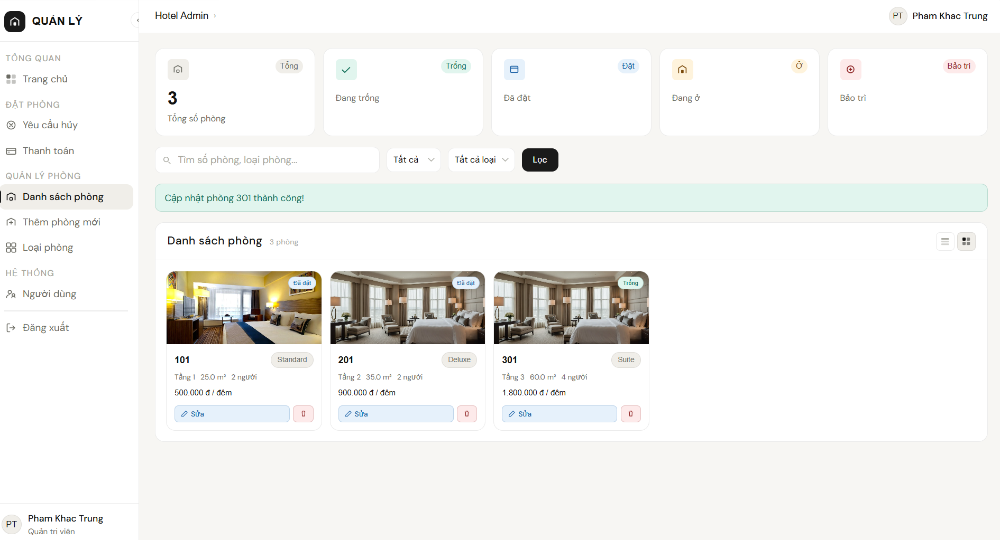 QUẢN LÝ
Hotel Admin ›
PT Pham Khac Trung
TỔNG QUAN
Trang chủ
ĐẶT PHÒNG
Yêu cầu hủy
Thanh toán
QUẢN LÝ PHÒNG
Danh sách phòng
Thêm phòng mới
Loại phòng
HỆ THỐNG
Người dùng
Đăng xuất
PT Pham Khac Trung
Quản trị viên
Tổng
3
Tổng số phòng
Trống
Đang trống
Đặt
Đã đặt
Ở
Đang ở
Bảo trì
Bảo trì
Tìm số phòng, loại phòng...
Tất cả
Tất cả loại
Lọc
Cập nhật phòng 301 thành công!
Danh sách phòng 3 phòng
Đã đặt
101 Standard
Tầng 1 25.0 m² 2 người
500.000 đ / đêm
Sửa
Đã đặt
201 Deluxe
Tầng 2 35.0 m² 2 người
900.000 đ / đêm
Sửa
Trống
301 Suite
Tầng 3 60.0 m² 4 người
1.800.000 đ / đêm
Sửa